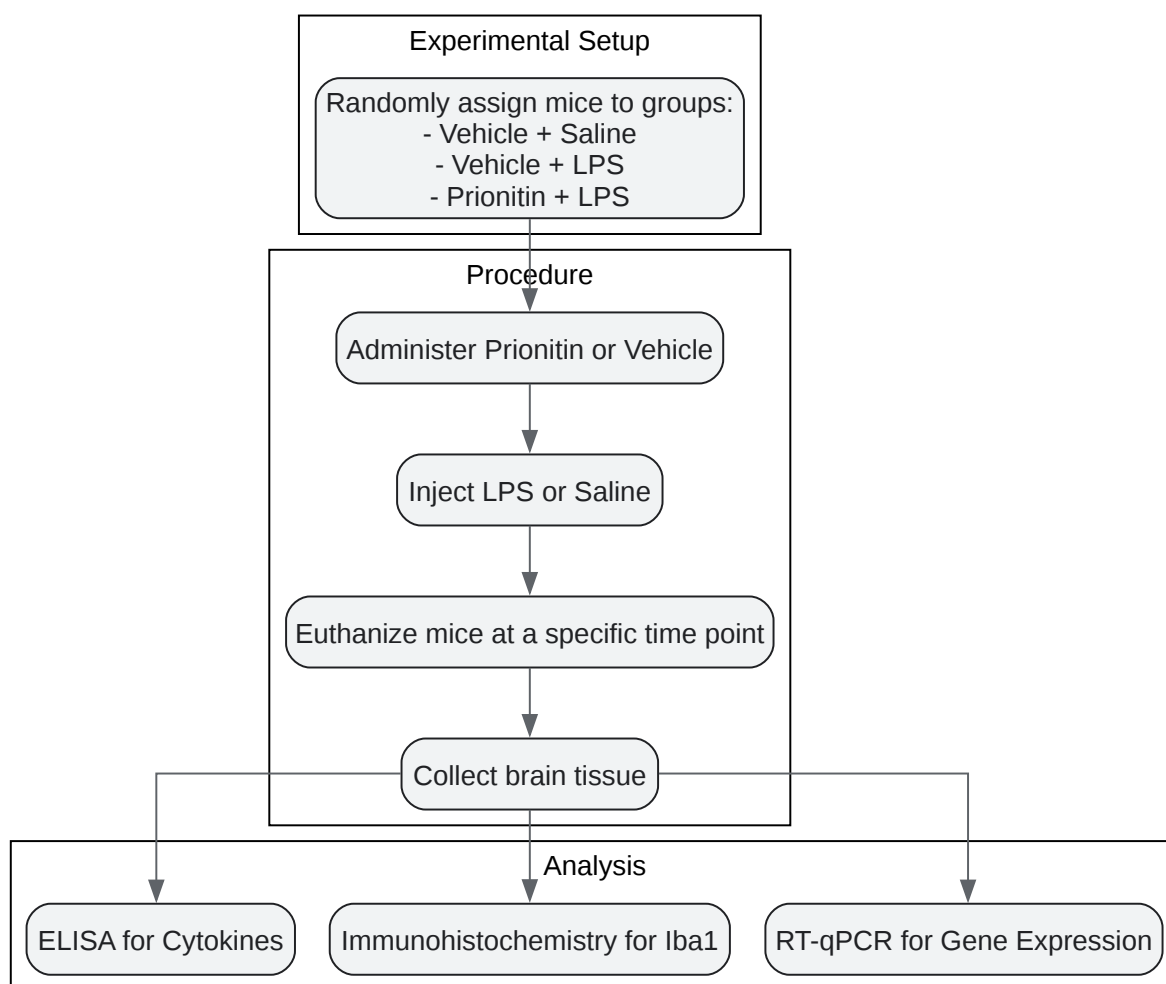 Experimental Setup
Randomly assign mice to groups:
- Vehicle + Saline
- Vehicle + LPS
- Prionitin + LPS
Procedure
Administer Prionitin or Vehicle
Inject LPS or Saline
Euthanize mice at a specific time point
Collect brain tissue
Analysis
ELISA for Cytokines
Immunohistochemistry for Iba1
RT-qPCR for Gene Expression